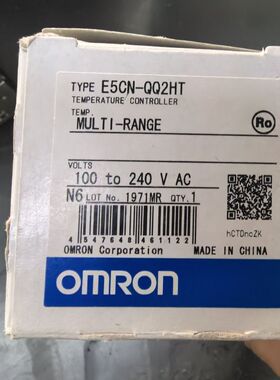 TYPE E5CN-QQ2HT
TEMPERATURE CONTROLLER
TEMP.
MULTI-RANGE
Ro
VOLTS
100 to 240 V AC
N6 LOT No. 1971MR QTY.1
4 547648 461122
hCTDncZK
OMRON Corporation MADE IN CHINA
OMRON